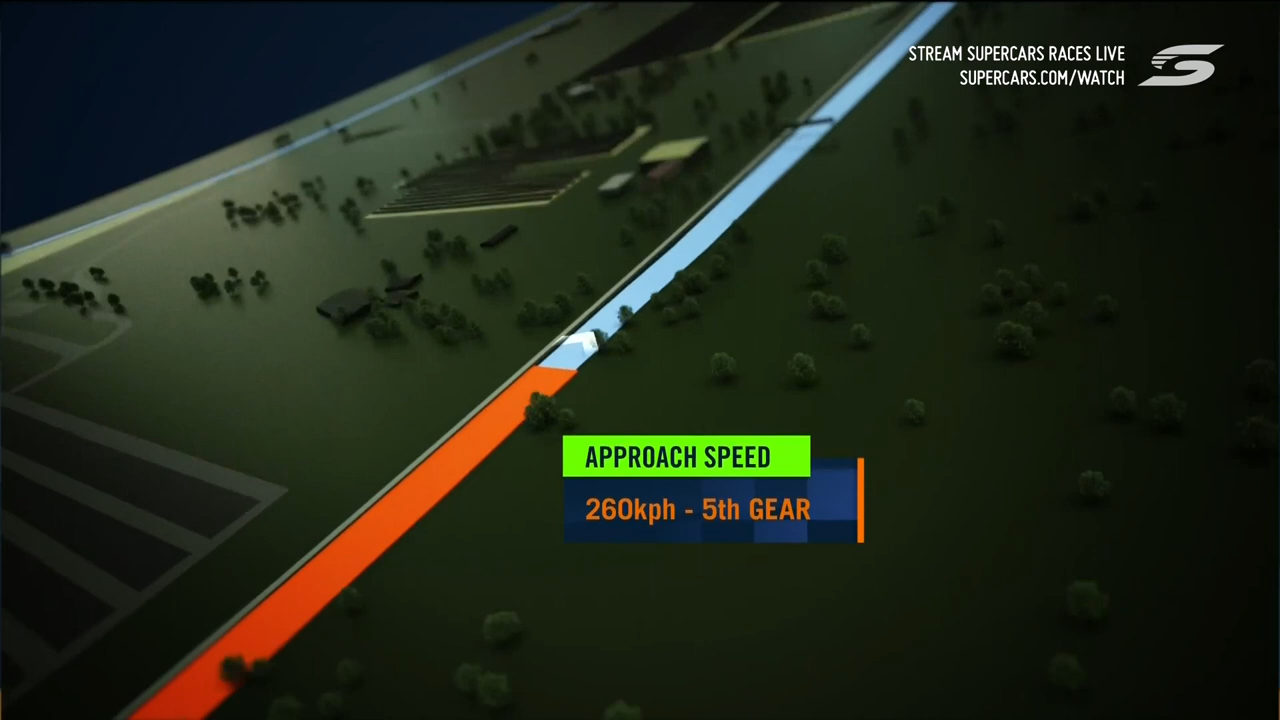 STREAM SUPERCARS RACES LIVE
SUPERCARS.COM/WATCH
APPROACH SPEED
260kph - 5th GEAR